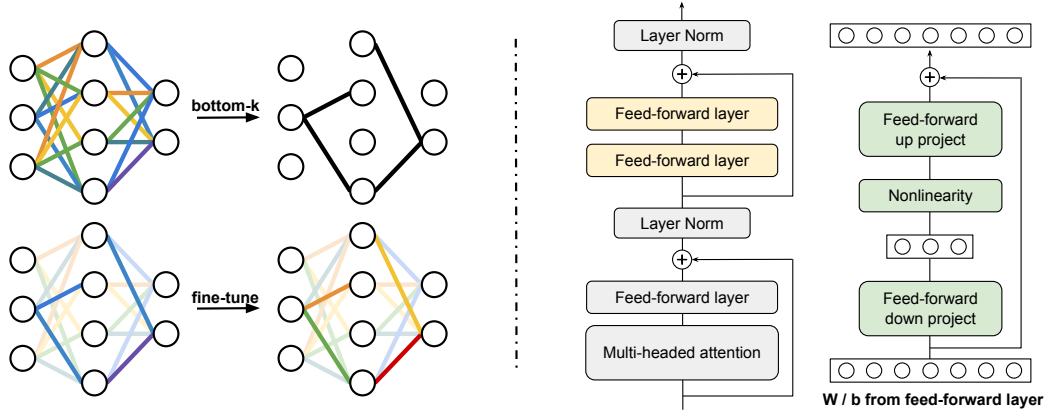 bottom-k
fine-tune
Layer Norm
+
Feed-forward layer
Feed-forward layer
Layer Norm
+
Feed-forward layer
Multi-headed attention
+
Feed-forward
up project
Nonlinearity
Feed-forward
down project
W / b from feed-forward layer